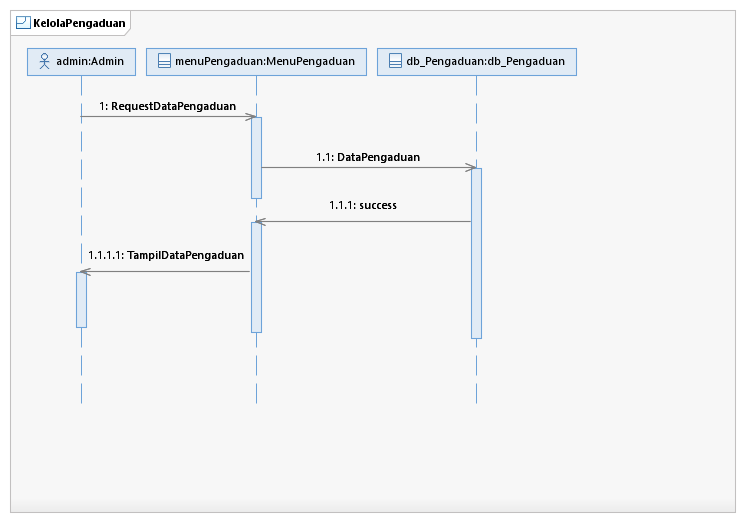 KelolaPengaduan
admin:Admin
menuPengaduan:MenuPengaduan
db_Pengaduan:db_Pengaduan
1: RequestDataPengaduan
1.1: DataPengaduan
1.1.1: success
1.1.1.1: TampilDataPengaduan